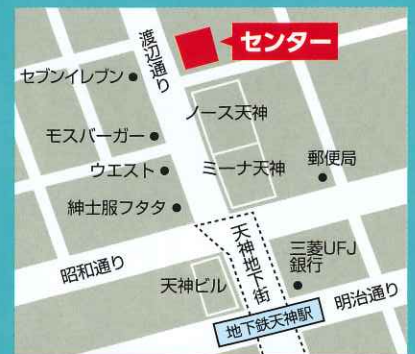 渡辺通り
センター
セブンイレブン
ノース天神
モスバーガー
ウエスト
ミーナ天神
郵便局
紳士服フタタ
昭和通り
天神地下街
三菱UFJ
銀行
天神ビル
明治通り
地下鉄天神駅